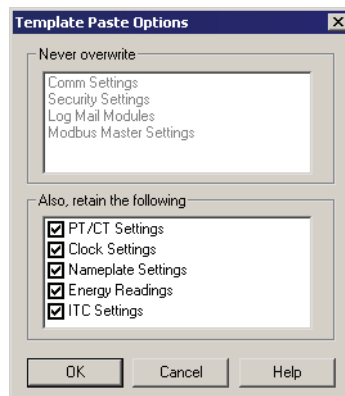 Template Paste Options
Never overwrite
Comm Settings
Security Settings
Log Mail Modules
Modbus Master Settings
Also, retain the following
PT/CT Settings
Clock Settings
Nameplate Settings
Energy Readings
ITC Settings
OK Cancel Help